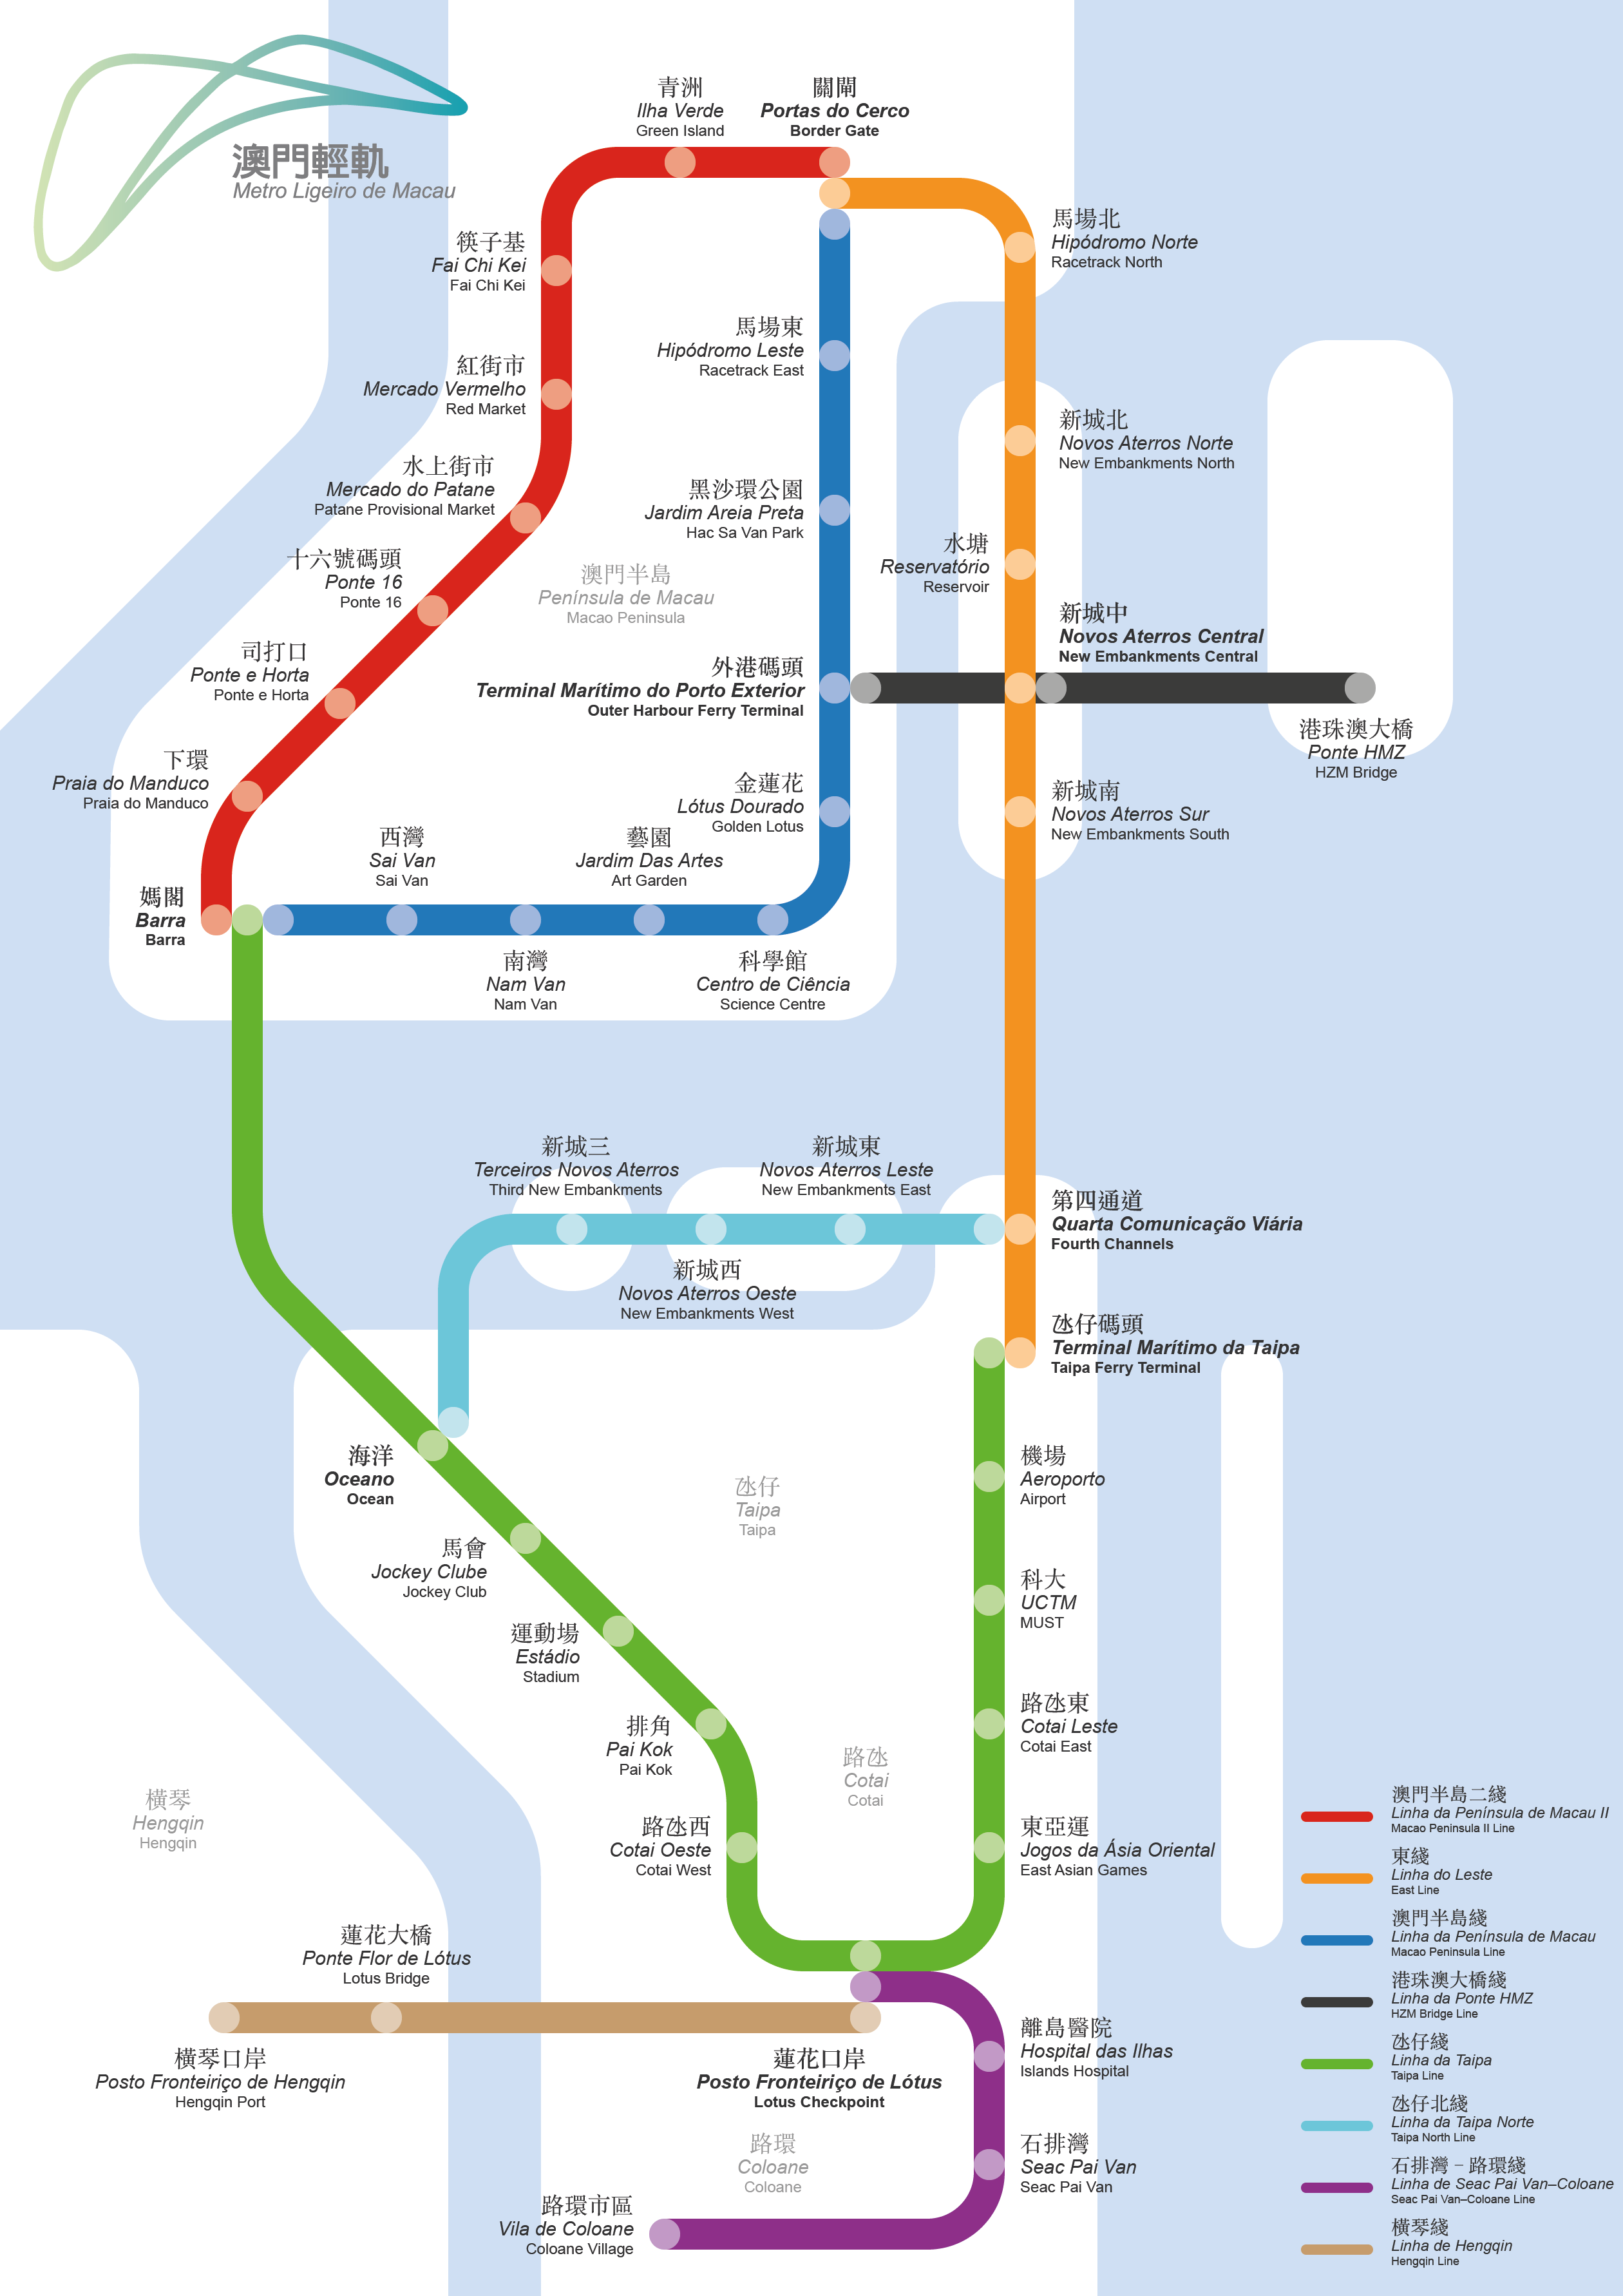 澳門輕軌
Metro Ligeiro de Macau
青洲
Ilha Verde
Green Island
關閘
Portas do Cerco
Border Gate
馬場北
Hipódromo Norte
Racetrack North
筷子基
Fai Chi Kei
Fai Chi Kei
馬場東
Hipódromo Leste
Racetrack East
紅街市
Mercado Vermelho
Red Market
新城北
Novos Aterros Norte
New Embankments North
水上街市
Mercado do Patane
Patane Provisional Market
黑沙環公園
Jardim Areia Preta
Hac Sa Van Park
水塘
Reservatório
Reservoir
十六號碼頭
Ponte 16
Ponte 16
澳門半島
Península de Macau
Macao Peninsula
新城中
Novos Aterros Central
New Embankments Central
司打口
Ponte e Horta
Ponte e Horta
外港碼頭
Terminal Marítimo do Porto Exterior
Outer Harbour Ferry Terminal
港珠澳大橋
Ponte HMZ
HZM Bridge
下環
Praia do Manduco
Praia do Manduco
金蓮花
Lótus Dourado
Golden Lotus
新城南
Novos Aterros Sur
New Embankments South
西灣
Sai Van
Sai Van
藝園
Jardim Das Artes
Art Garden
媽閣
Barra
Barra
南灣
Nam Van
Nam Van
科學館
Centro de Ciência
Science Centre
新城三
Terceiros Novos Aterros
Third New Embankments
新城東
Novos Aterros Leste
New Embankments East
第四通道
Quarta Comunicação Viária
Fourth Channels
新城西
Novos Aterros Oeste
New Embankments West
氹仔碼頭
Terminal Marítimo da Taipa
Taipa Ferry Terminal
海洋
Oceano
Ocean
氹仔
Taipa
Taipa
機場
Aeroporto
Airport
馬會
Jockey Clube
Jockey Club
科大
UCTM
MUST
運動場
Estádio
Stadium
排角
Pai Kok
Pai Kok
路氹東
Cotai Leste
Cotai East
路氹
Cotai
Cotai
橫琴
Hengqin
Hengqin
路氹西
Cotai Oeste
Cotai West
東亞運
Jogos da Ásia Oriental
East Asian Games
蓮花大橋
Ponte Flor de Lótus
Lotus Bridge
橫琴口岸
Posto Fronteiriço de Hengqin
Hengqin Port
蓮花口岸
Posto Fronteiriço de Lótus
Lotus Checkpoint
離島醫院
Hospital das Ilhas
Islands Hospital
路環
Coloane
Coloane
石排灣
Seac Pai Van
Seac Pai Van
路環市區
Vila de Coloane
Coloane Village
澳門半島二綫
Linha da Península de Macau II
Macao Peninsula II Line
東綫
Linha do Leste
East Line
澳門半島綫
Linha da Península de Macau
Macao Peninsula Line
港珠澳大橋綫
Linha da Ponte HMZ
HZM Bridge Line
氹仔綫
Linha da Taipa
Taipa Line
氹仔北綫
Linha da Taipa Norte
Taipa North Line
石排灣－路環綫
Linha de Seac Pai Van–Coloane
Seac Pai Van–Coloane Line
橫琴綫
Linha de Hengqin
Hengqin Line